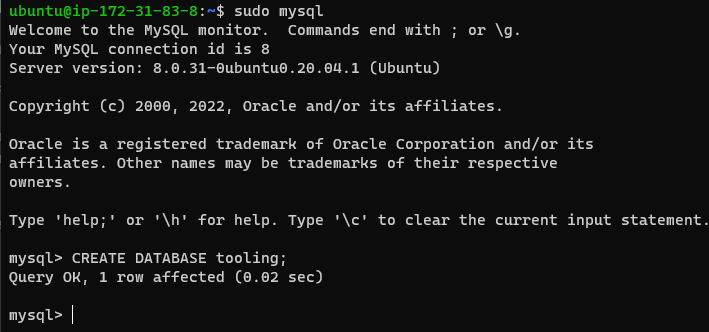 ubuntu@ip-172-31-83-8:~$ sudo mysql
Welcome to the MySQL monitor.  Commands end with ; or \g.
Your MySQL connection id is 8
Server version: 8.0.31-0ubuntu0.20.04.1 (Ubuntu)
Copyright (c) 2000, 2022, Oracle and/or its affiliates.
Oracle is a registered trademark of Oracle Corporation and/or its
affiliates. Other names may be trademarks of their respective
owners.
Type 'help;' or '\h' for help. Type '\c' to clear the current input statement.
mysql> CREATE DATABASE tooling;
Query OK, 1 row affected (0.02 sec)
mysql>